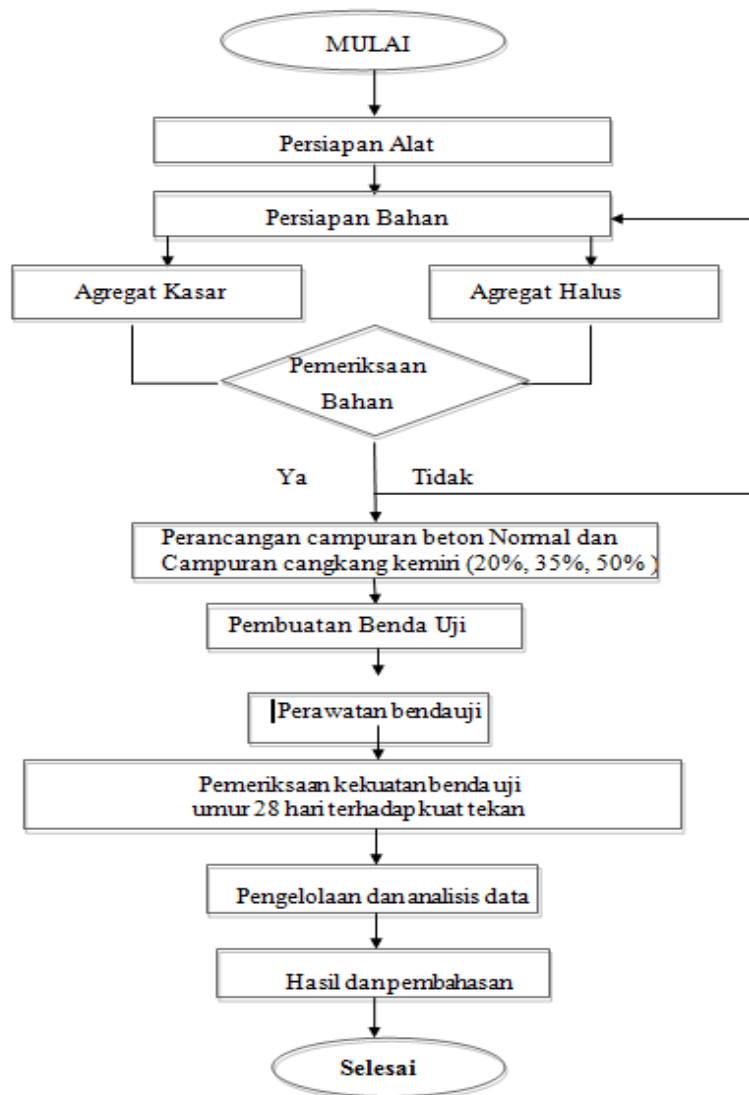 MULAI
Persiapan Alat
Persiapan Bahan
Agregat Kasar
Agregat Halus
Pemeriksaan
Bahan
Ya
Tidak
Perancangan campuran beton Normal dan
Campuran cangkang kemiri (20%, 35%, 50% )
Pembuatan Benda Uji
Perawatan bendauji
Pemeriksaan kekuatan benda uji
umur 28 hari terhadap kuat tekan
Pengelolaan dan analisis data
Hasil dan pembahasan
Selesai